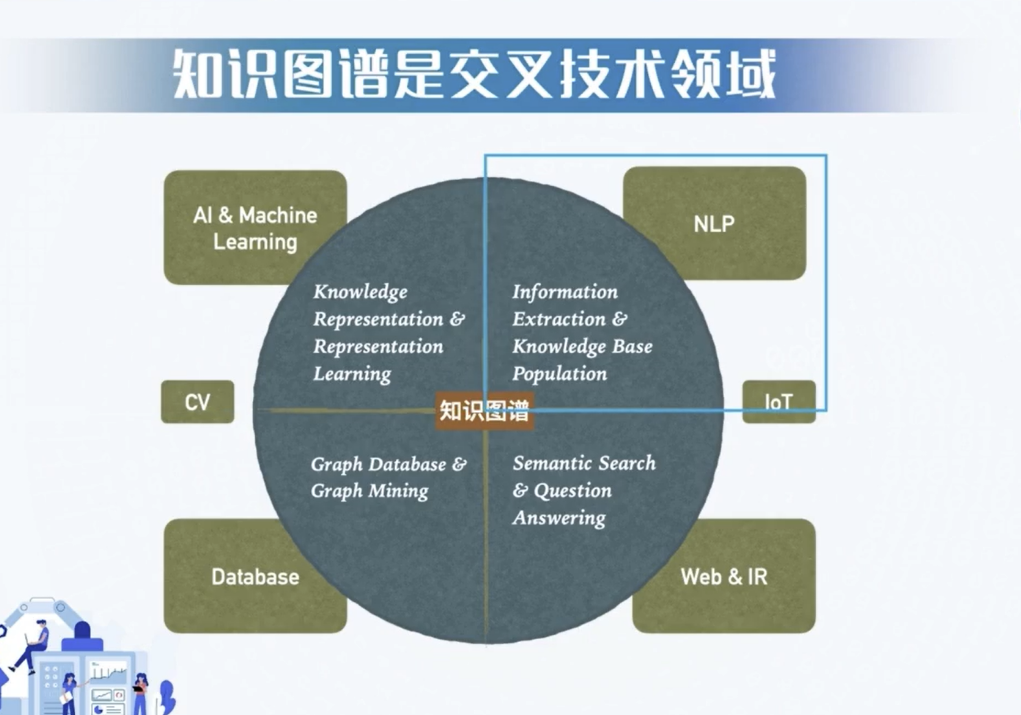 知识图谱是交叉技术领域
AI & Machine
Learning
NLP
Knowledge
Representation &
Representation
Learning
Information
Extraction &
Knowledge Base
Population
CV
知识图谱
IoT
Graph Database &
Graph Mining
Semantic Search
& Question
Answering
Database
Web & IR